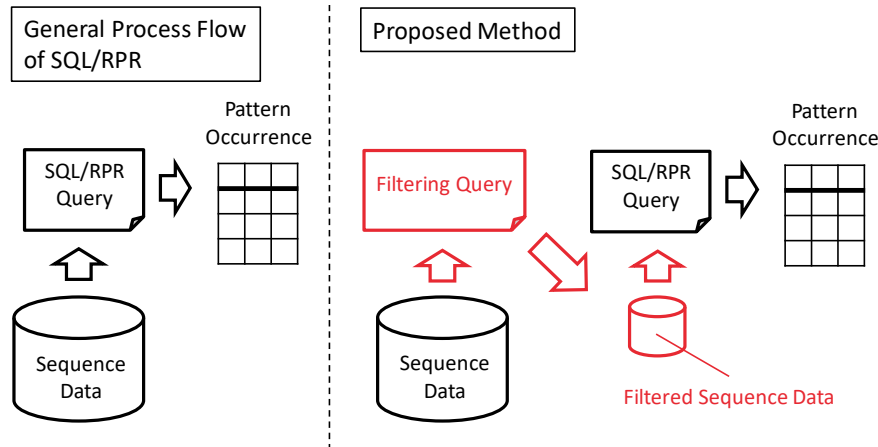 General Process Flow
of SQL/RPR
Pattern
Occurrence
SQL/RPR
Query
Sequence
Data
Proposed Method
Pattern
Occurrence
Filtering Query
SQL/RPR
Query
Sequence
Data
Filtered Sequence Data